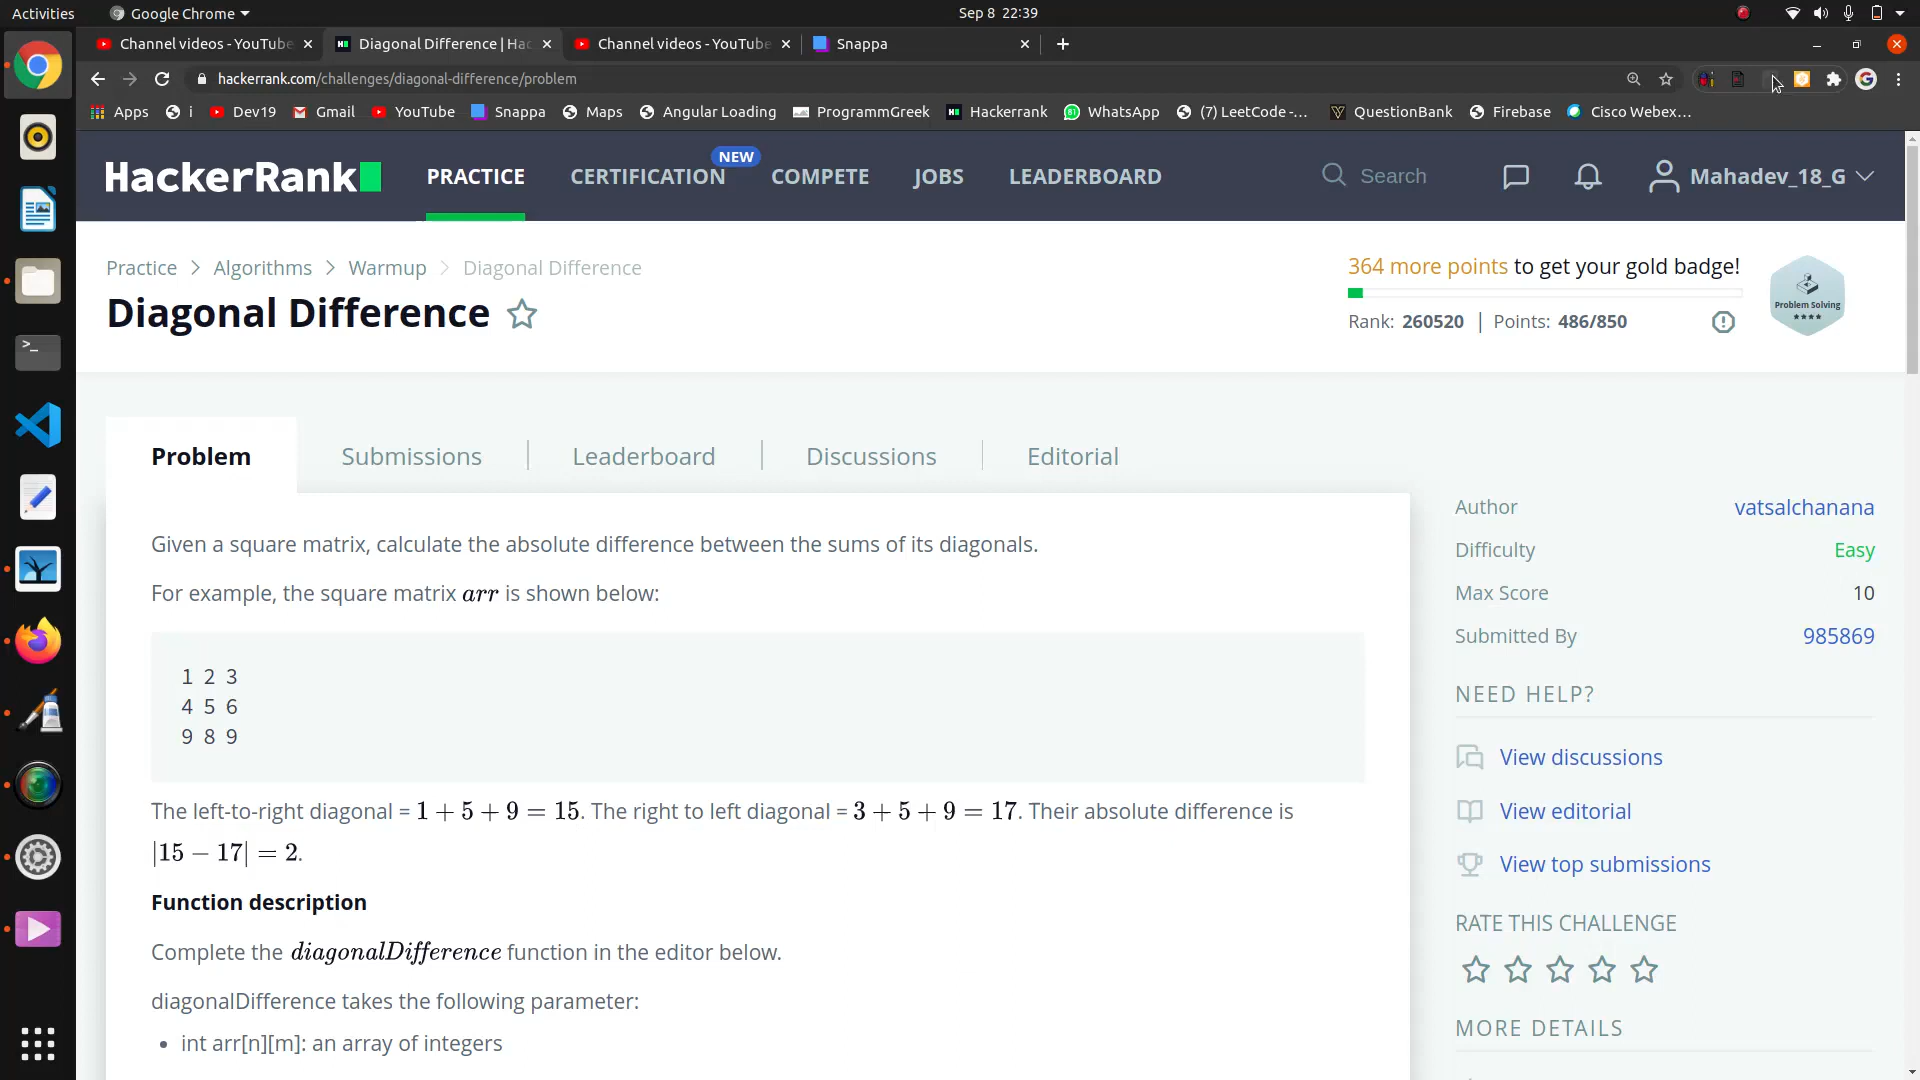 Activities Google Chrome Sep 8 22:39
Channel videos - YouTube Diagonal Difference | Hac Channel videos - YouTube Snappa
hackerrank.com/challenges/diagonal-difference/problem
Apps i Dev19 Gmail YouTube Snappa Maps Angular Loading ProgrammGreek Hackerrank WhatsApp (7) LeetCode -... QuestionBank Firebase Cisco Webex...
HackerRank PRACTICE CERTIFICATION NEW COMPETE JOBS LEADERBOARD Search Mahadev_18_G
Practice > Algorithms > Warmup > Diagonal Difference
Diagonal Difference
364 more points to get your gold badge!
Rank: 260520 | Points: 486/850
Problem Solving
Problem Submissions Leaderboard Discussions Editorial
Given a square matrix, calculate the absolute difference between the sums of its diagonals.
For example, the square matrix arr is shown below:
1 2 3
4 5 6
9 8 9
The left-to-right diagonal = 1 + 5 + 9 = 15. The right to left diagonal = 3 + 5 + 9 = 17. Their absolute difference is
|15 − 17| = 2.
Function description
Complete the diagonalDifference function in the editor below.
diagonalDifference takes the following parameter:
• int arr[n][m]: an array of integers
Author vatsalchanana
Difficulty Easy
Max Score 10
Submitted By 985869
NEED HELP?
View discussions
View editorial
View top submissions
RATE THIS CHALLENGE
MORE DETAILS